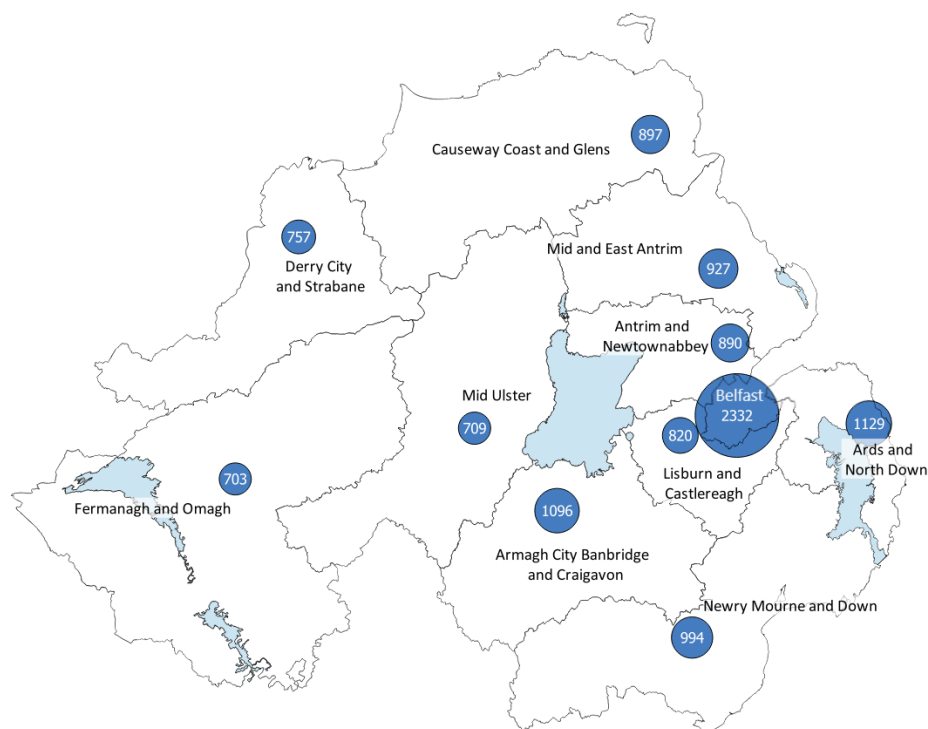 897
Causeway Coast and Glens
757
Derry City
and Strabane
Mid and East Antrim
927
Antrim and
Newtownabbey
890
Belfast
2332
Mid Ulster
709
820
Lisburn and
Castlereagh
1129
Ards and
North Down
703
Fermanagh and Omagh
1096
Armagh City Banbridge
and Craigavon
Newry Mourne and Down
994